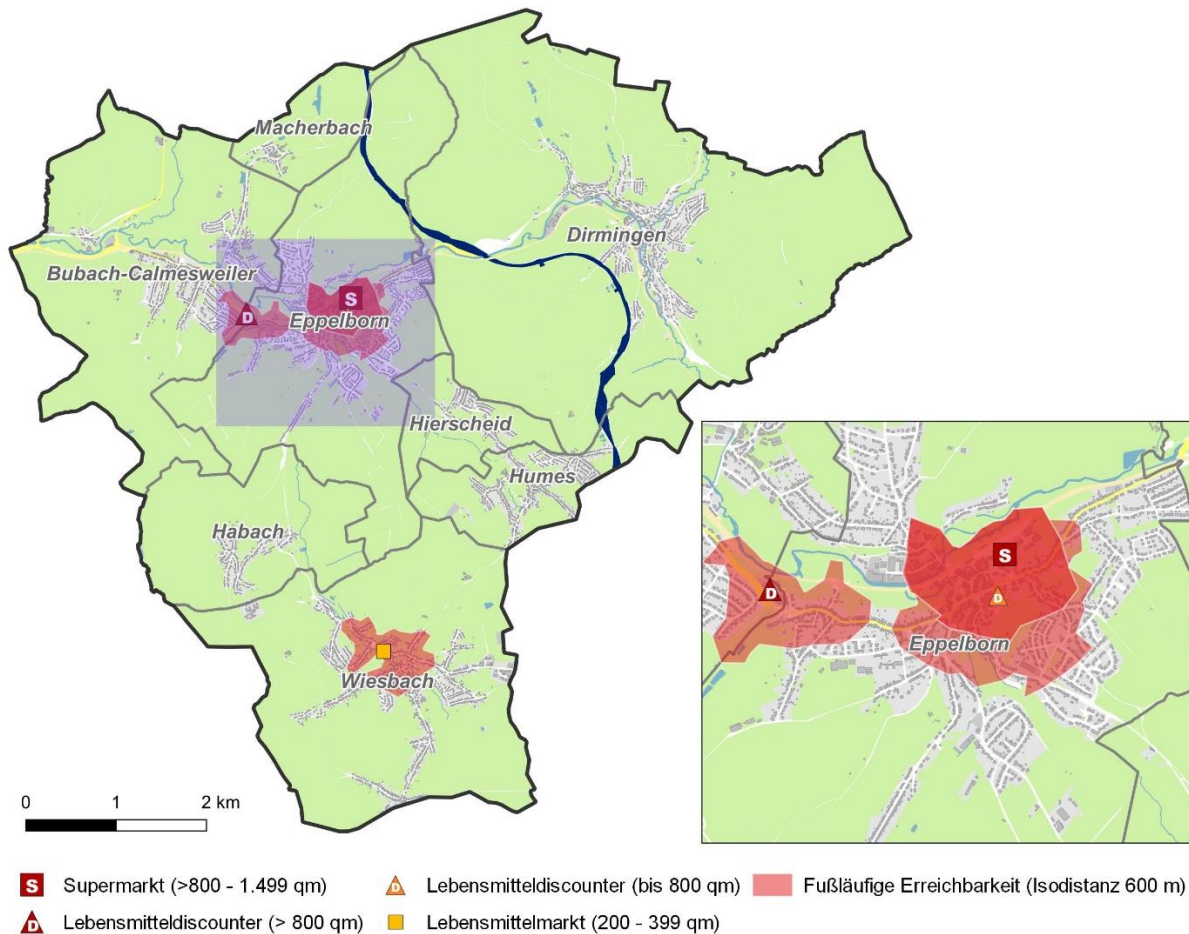 Macherbach
Dirmingen
Bubach-Calmesweiler
S
D
Eppelborn
Hierscheid
Humes
Habach
Wiesbach
S
D
D
Eppelborn
0 1 2 km
S Supermarkt (>800 - 1.499 qm)
D Lebensmitteldiscounter (bis 800 qm)
Fußläufige Erreichbarkeit (Isodistanz 600 m)
D Lebensmitteldiscounter (> 800 qm)
Lebensmittelmarkt (200 - 399 qm)